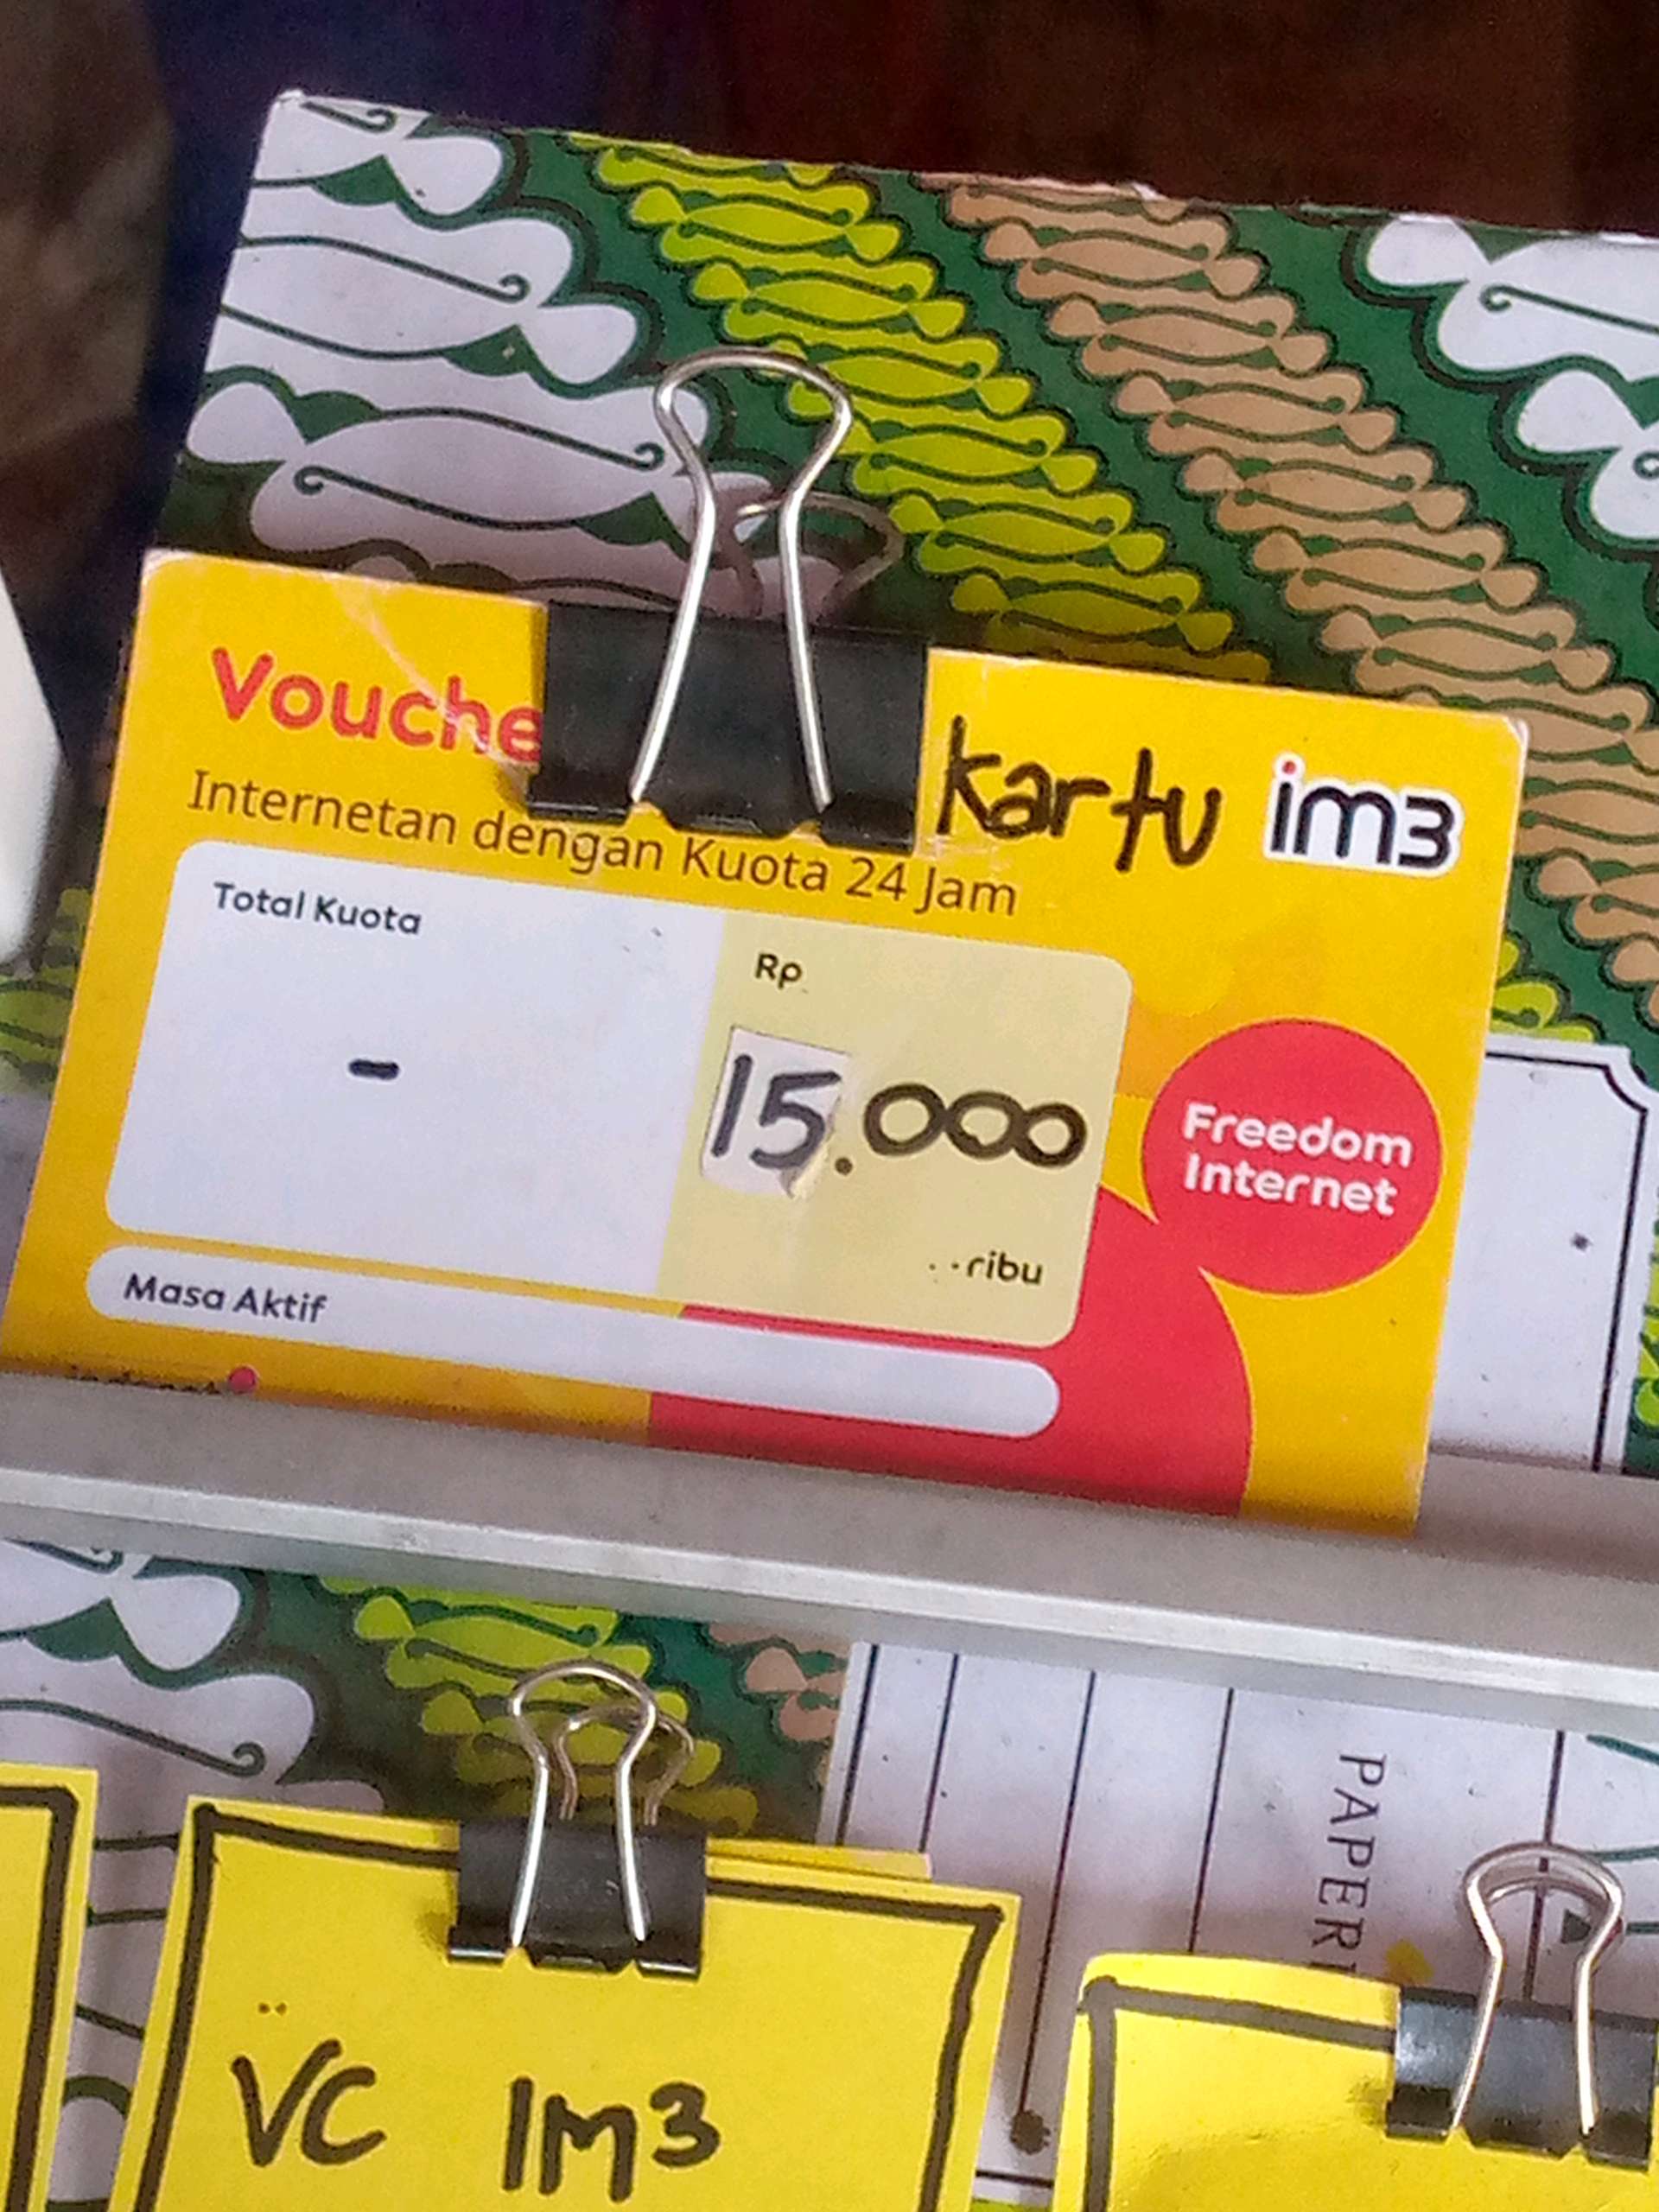 Vouche
kartu im3
Internetan dengan Kuota 24 Jam
Total Kuota
-
Rp
15.000
...ribu
Freedom
Internet
Masa Aktif
VC IM3